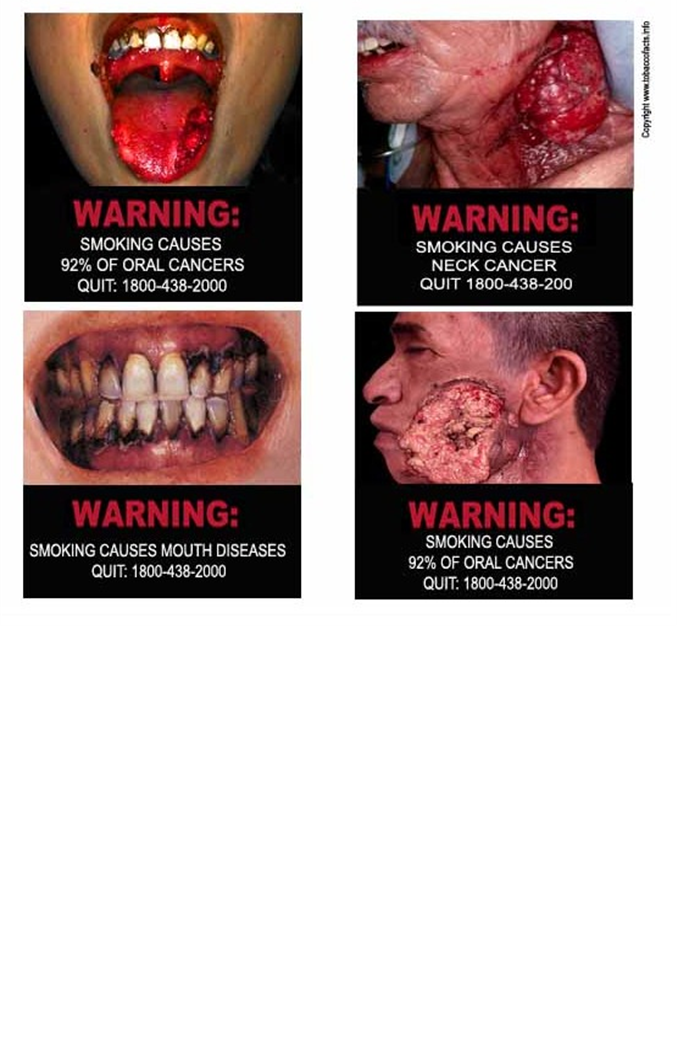 WARNING:
SMOKING CAUSES
92% OF ORAL CANCERS
QUIT: 1800-438-2000
WARNING:
SMOKING CAUSES
NECK CANCER
QUIT 1800-438-200
Copyright www.tobaccofacts.info
WARNING:
SMOKING CAUSES MOUTH DISEASES
QUIT: 1800-438-2000
WARNING:
SMOKING CAUSES
92% OF ORAL CANCERS
QUIT: 1800-438-2000